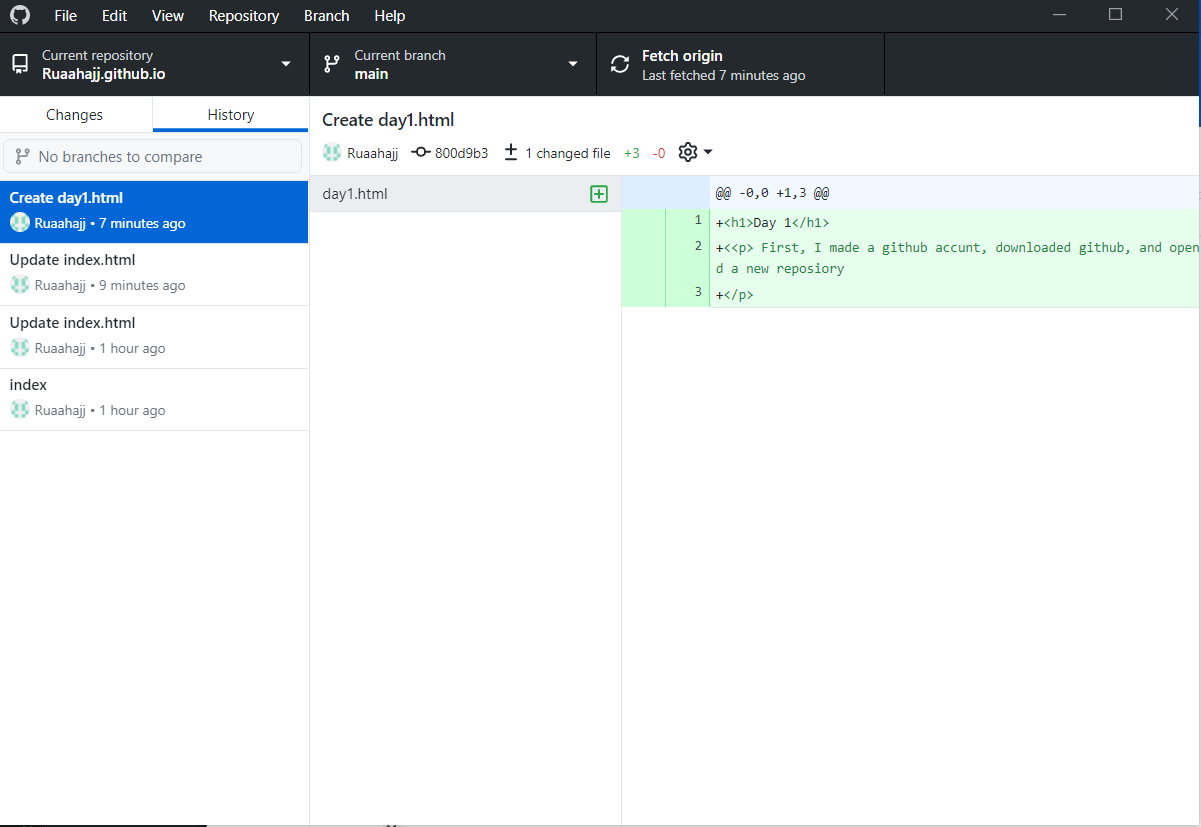 File Edit View Repository Branch Help
Current repository
Ruaahajj.github.io
Current branch
main
Fetch origin
Last fetched 7 minutes ago
Changes
History
No branches to compare
Create day1.html
Ruaahajj • 7 minutes ago
Update index.html
Ruaahajj • 9 minutes ago
Update index.html
Ruaahajj • 1 hour ago
index
Ruaahajj • 1 hour ago
Create day1.html
Ruaahajj 800d9b3 1 changed file +3 -0
day1.html
@@ -0,0 +1,3 @@
1 +<h1>Day 1</h1>
2 +<<p> First, I made a github accunt, downloaded github, and open
d a new reposiory
3 +</p>